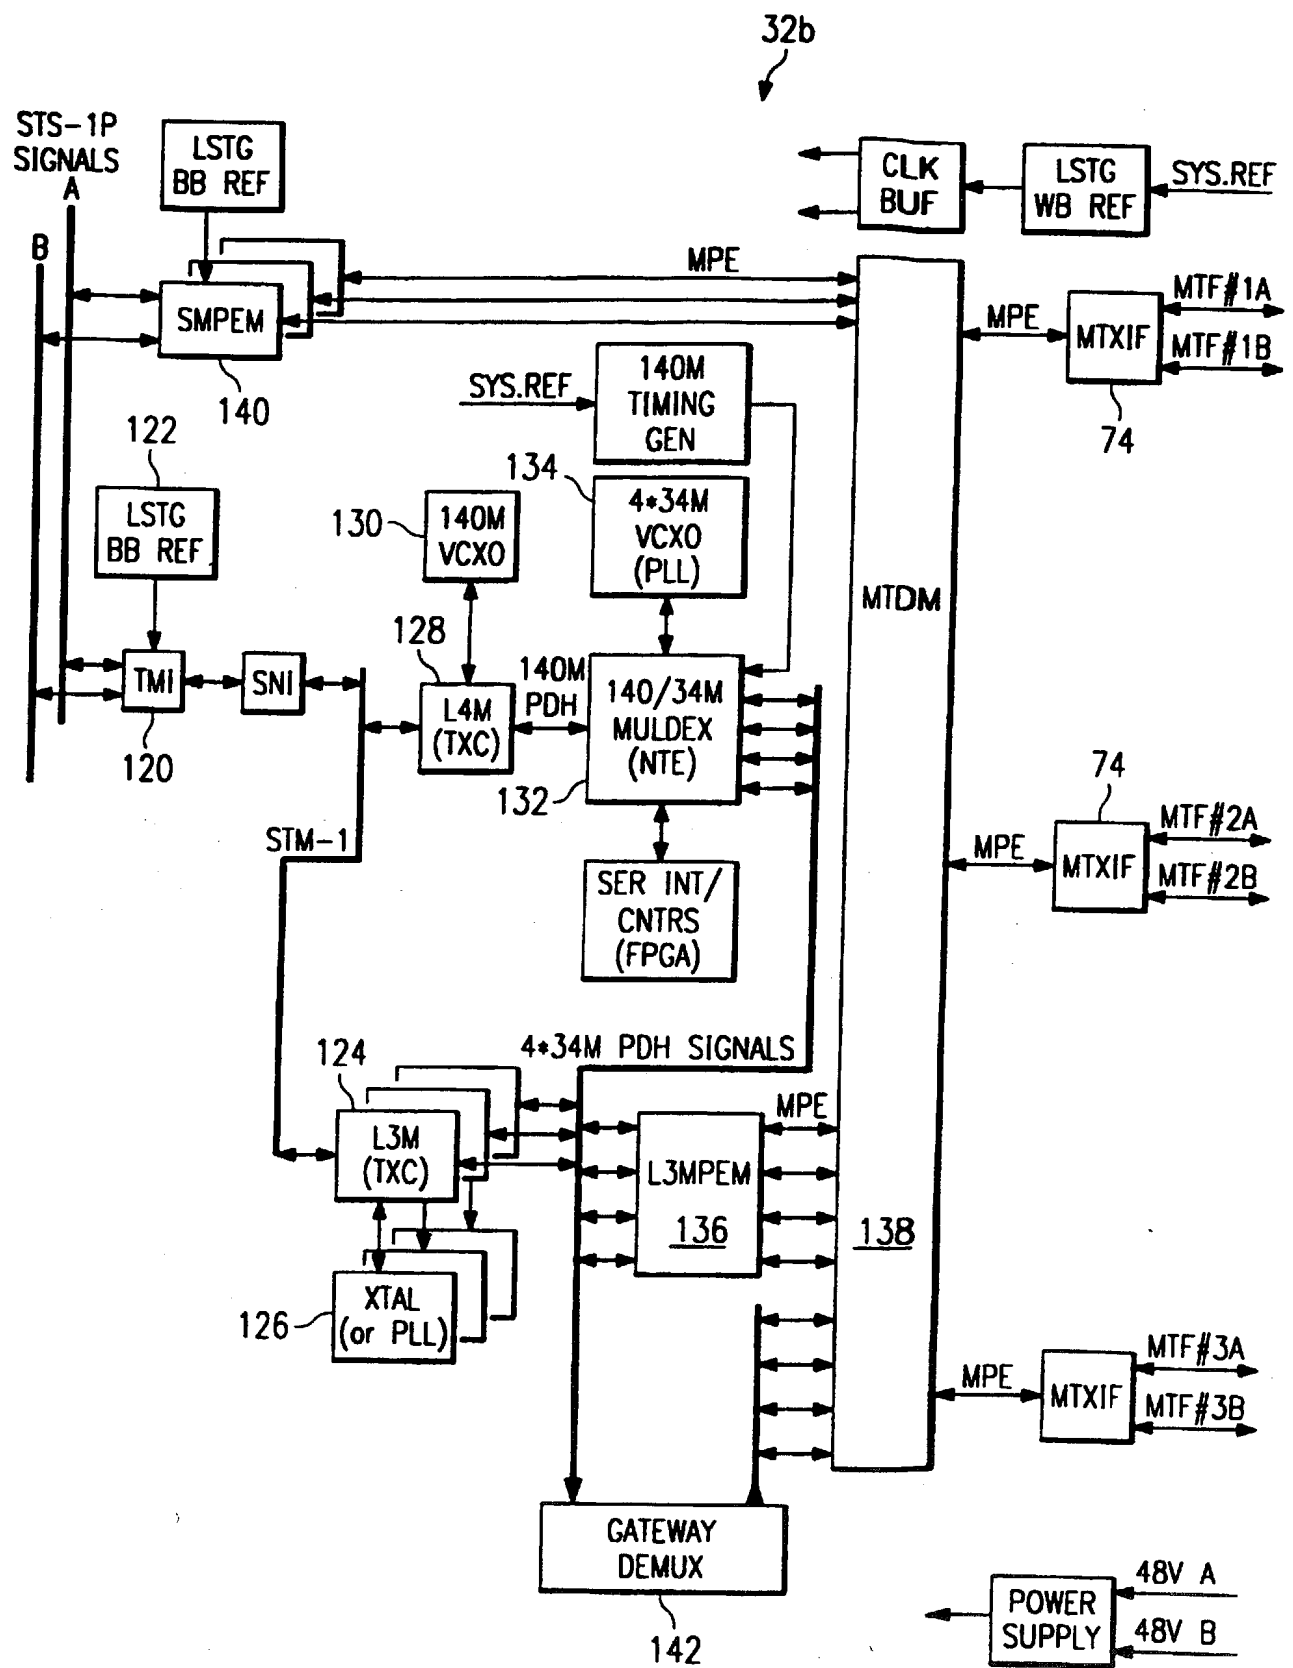 32b
STS-1P
SIGNALS
A
B
LSTG
BB REF
CLK
BUF
LSTG
WB REF
SYS.REF
MPE
SMPEM
140
MPE
MTXIF
MTF#1A
MTF#1B
74
SYS.REF
140M
TIMING
GEN
122
LSTG
BB REF
134
4*34M
VCXO
(PLL)
130
140M
VCXO
MTDM
128
TMI
120
SNI
L4M
(TXC)
140M
PDH
140/34M
MULDEX
(NTE)
132
STM-1
SER INT/
CNTRS
(FPGA)
74
MPE
MTXIF
MTF#2A
MTF#2B
124
4*34M PDH SIGNALS
L3M
(TXC)
MPE
L3MPEM
136
138
126
XTAL
(or PLL)
MPE
MTXIF
MTF#3A
MTF#3B
GATEWAY
DEMUX
142
POWER
SUPPLY
48V A
48V B